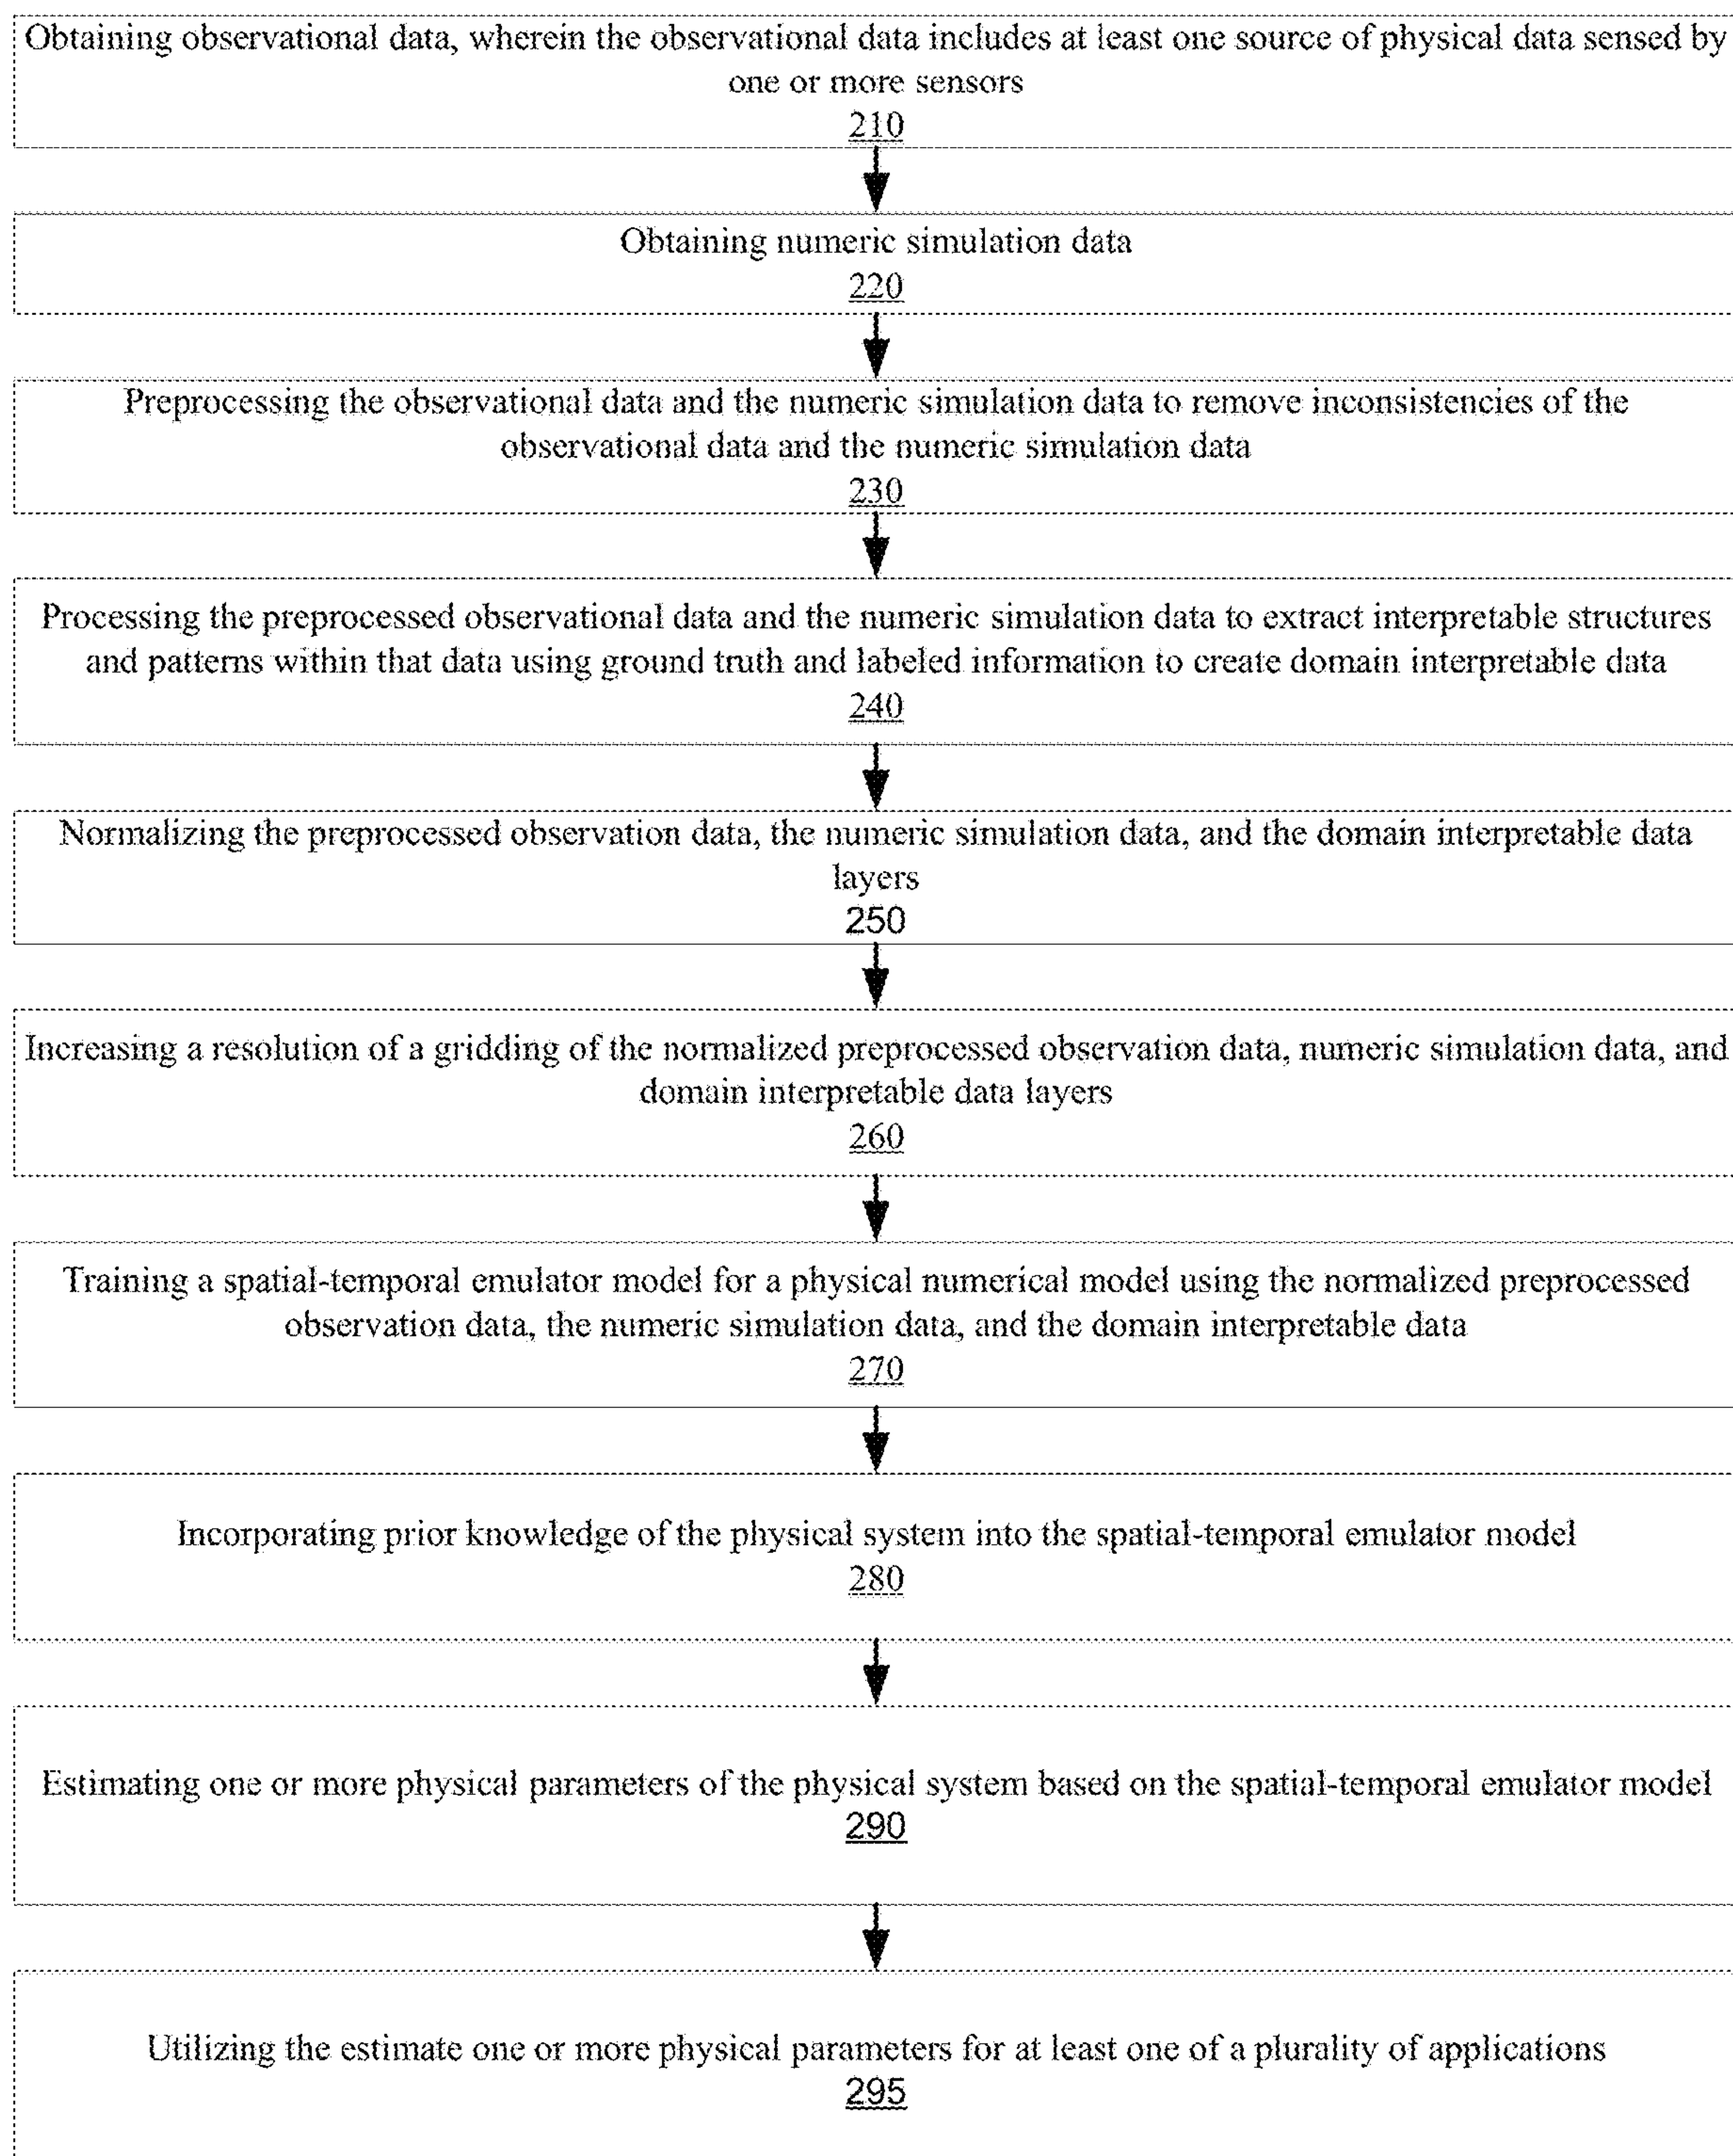 Obtaining observational data, wherein the observational data includes at least one source of physical data sensed by
one or more sensors
210
Obtaining numeric simulation data
220
Preprocessing the observational data and the numeric simulation data to remove inconsistencies of the
observational data and the numeric simulation data
230
Processing the preprocessed observational data and the numeric simulation data to extract interpretable structures
and patterns within that data using ground truth and labeled information to create domain interpretable data
240
Normalizing the preprocessed observation data, the numeric simulation data, and the domain interpretable data
layers
250
Increasing a resolution of a gridding of the normalized preprocessed observation data, numeric simulation data, and
domain interpretable data layers
260
Training a spatial-temporal emulator model for a physical numerical model using the normalized preprocessed
observation data, the numeric simulation data, and the domain interpretable data
270
Incorporating prior knowledge of the physical system into the spatial-temporal emulator model
280
Estimating one or more physical parameters of the physical system based on the spatial-temporal emulator model
290
Utilizing the estimate one or more physical parameters for at least one of a plurality of applications
295